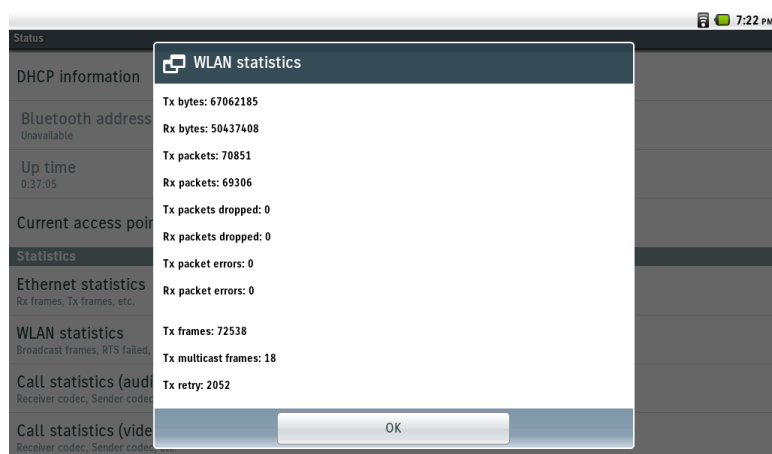 7:22 PM
Status
DHCP information
Bluetooth address
Unavailable
Up time
0:37:05
Current access poin
Statistics
Ethernet statistics
Rx frames, Tx frames, etc.
WLAN statistics
Broadcast frames, RTS failed,
Call statistics (audi
Receiver codec, Sender codec
Call statistics (vide
Receiver codec, Sender codec, etc.
WLAN statistics
Tx bytes: 67062185
Rx bytes: 50437408
Tx packets: 70851
Rx packets: 69306
Tx packets dropped: 0
Rx packets dropped: 0
Tx packet errors: 0
Rx packet errors: 0
Tx frames: 72538
Tx multicast frames: 18
Tx retry: 2052
OK